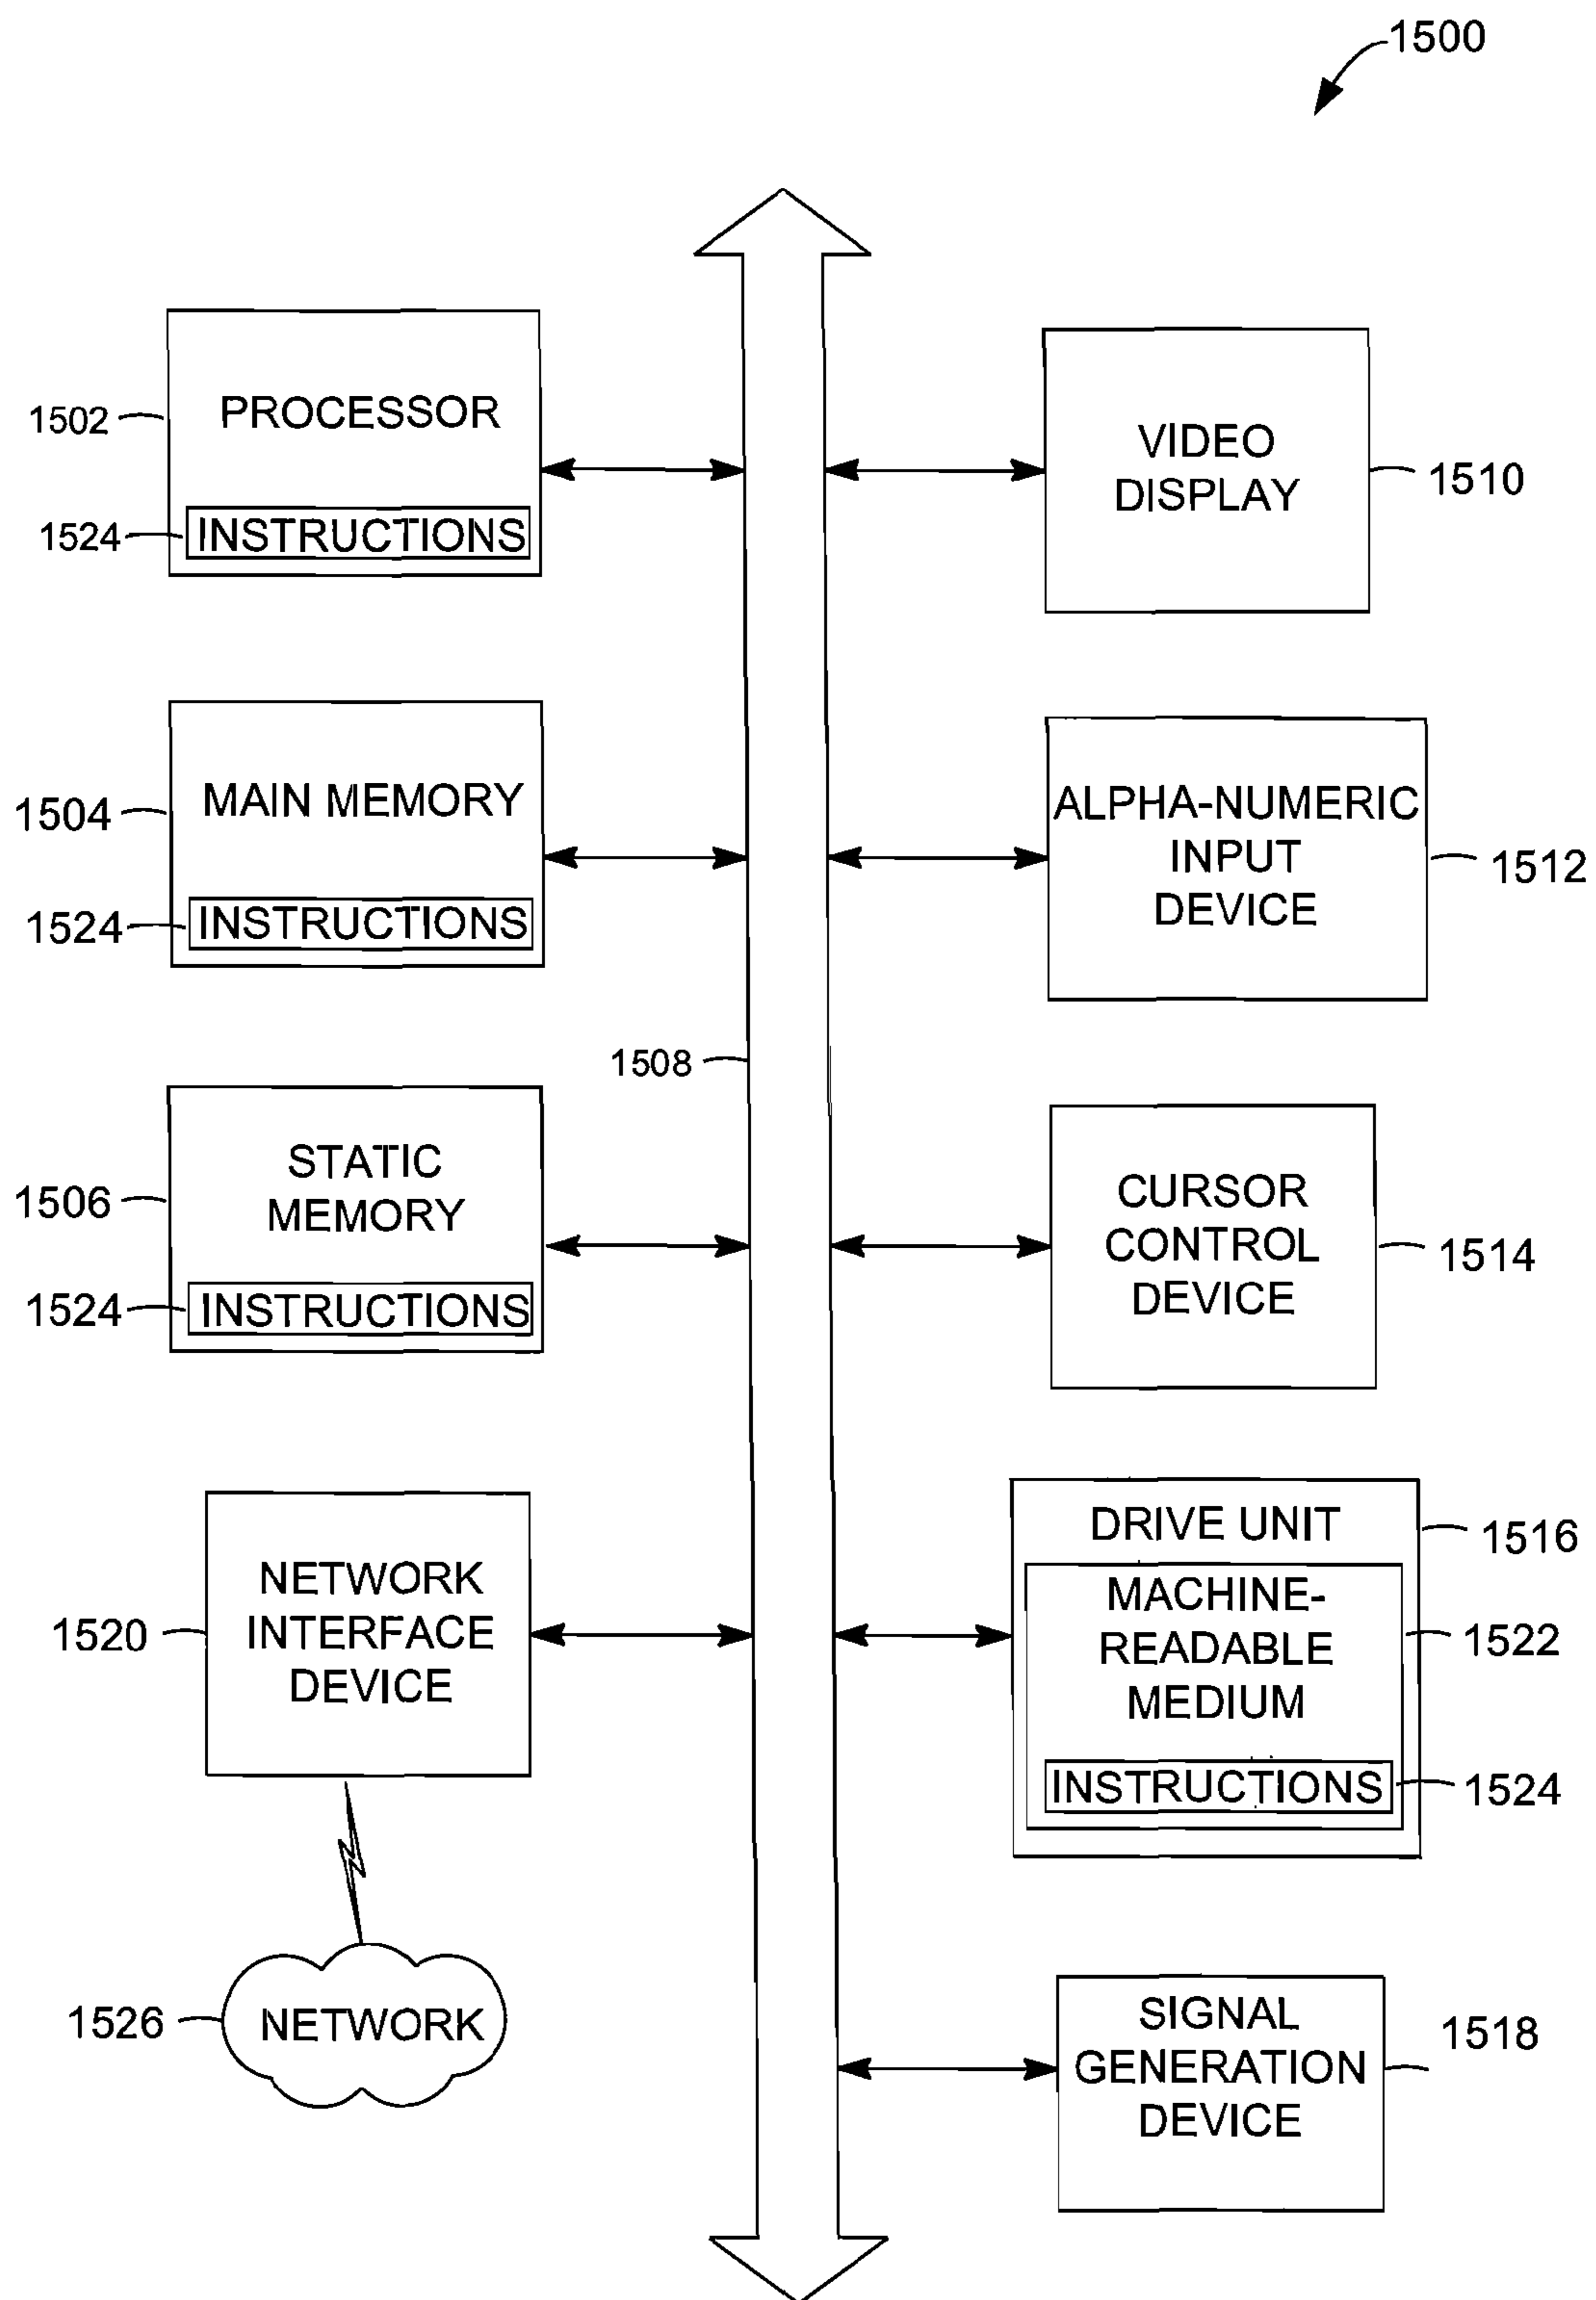 1500
PROCESSOR
1502
1524
INSTRUCTIONS
VIDEO
DISPLAY
1510
MAIN MEMORY
1504
1524
INSTRUCTIONS
ALPHA-NUMERIC
INPUT
DEVICE
1512
1508
STATIC
MEMORY
1506
1524
INSTRUCTIONS
CURSOR
CONTROL
DEVICE
1514
NETWORK
INTERFACE
DEVICE
1520
DRIVE UNIT
1516
MACHINE-
READABLE
MEDIUM
1522
INSTRUCTIONS
1524
1526
NETWORK
SIGNAL
GENERATION
DEVICE
1518